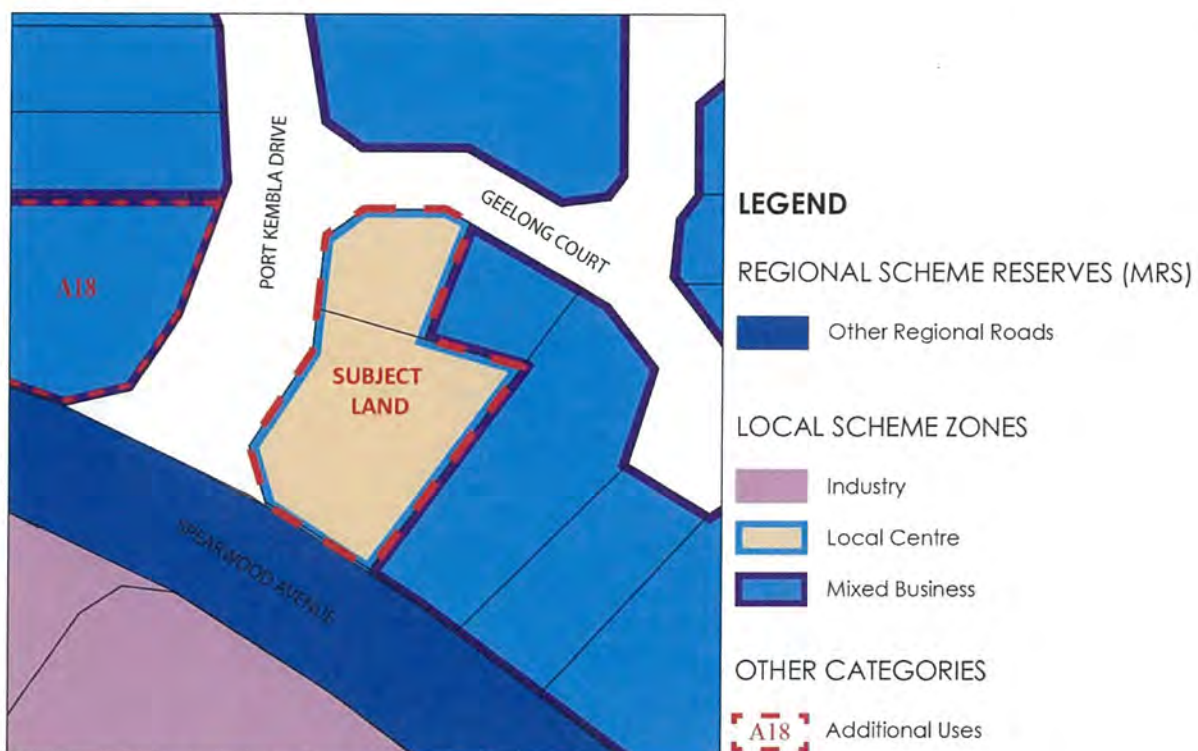 PORT KEMBLA DRIVE
GEELONG COURT
A18
SUBJECT
LAND
SPEARWOOD AVENUE
LEGEND
REGIONAL SCHEME RESERVES (MRS)
Other Regional Roads
LOCAL SCHEME ZONES
Industry
Local Centre
Mixed Business
OTHER CATEGORIES
A18 Additional Uses